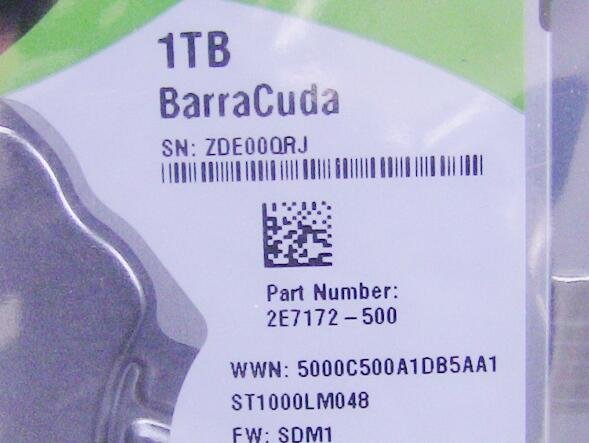 1TB
BarraCuda
SN: ZDE00QRJ
Part Number:
2E7172-500
WWN: 5000C500A1DB5AA1
ST1000LM048
FW: SDM1